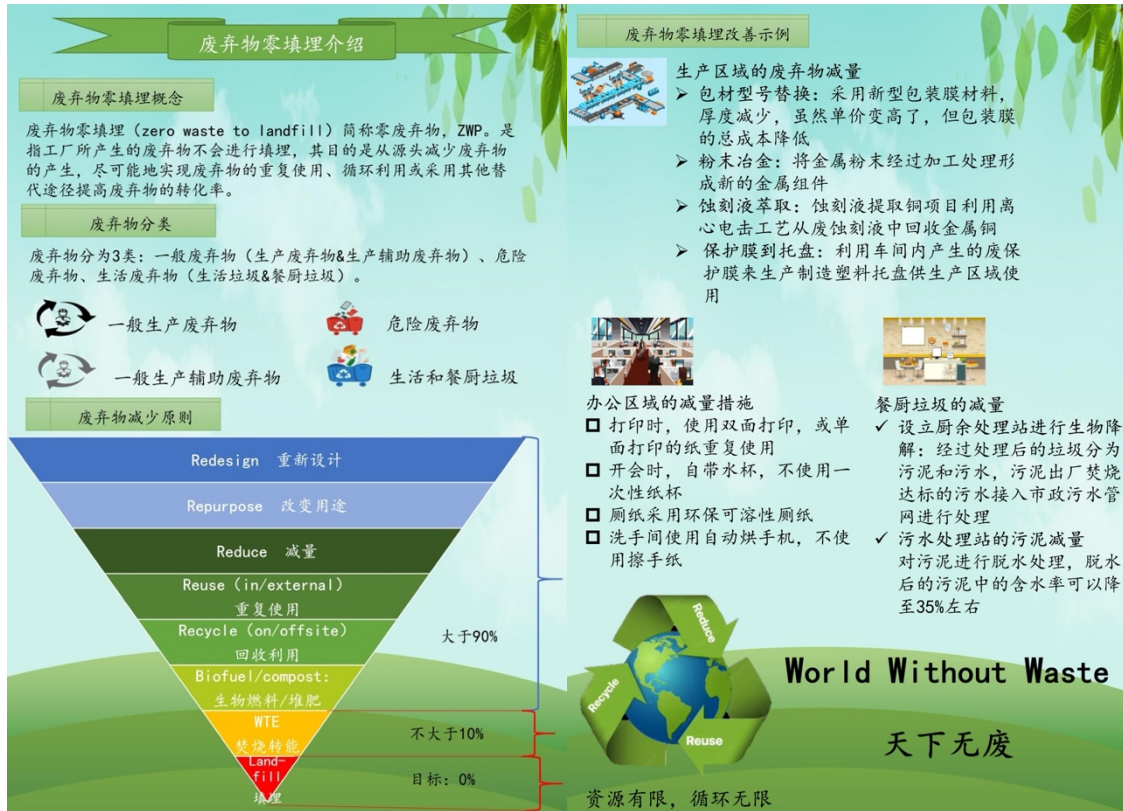 废弃物零填埋介绍
废弃物零填埋概念
废弃物零填埋（zero waste to landfill）简称零废弃物，ZWP。是
指工厂所产生的废弃物不会进行填埋，其目的是从源头减少废弃物
的产生，尽可能地实现废弃物的重复使用、循环利用或采用其他替
代途径提高废弃物的转化率。
废弃物分类
废弃物分为3类：一般废弃物（生产废弃物&生产辅助废弃物）、危险
废弃物、生活废弃物（生活垃圾&餐厨垃圾）。
一般生产废弃物
危险废弃物
一般生产辅助废弃物
生活和餐厨垃圾
废弃物减少原则
Redesign 重新设计
Repurpose 改变用途
Reduce 减量
Reuse（in/external）
重复使用
Recycle（on/offsite）
回收利用
Biofuel/compost:
生物燃料/堆肥
WTE
焚烧转能
Land-
fill
填埋
大于90%
不大于10%
目标：0%
废弃物零填埋改善示例
生产区域的废弃物减量
➢ 包材型号替换：采用新型包装膜材料，
厚度减少，虽然单价变高了，但包装膜
的总成本降低
➢ 粉末冶金：将金属粉末经过加工处理形
成新的金属组件
➢ 蚀刻液萃取：蚀刻液提取铜项目利用离
心电击工艺从废蚀刻液中回收金属铜
➢ 保护膜到托盘：利用车间内产生的废保
护膜来生产制造塑料托盘供生产区域使
用
办公区域的减量措施
❑ 打印时，使用双面打印，或单
面打印的纸重复使用
❑ 开会时，自带水杯，不使用一
次性纸杯
❑ 厕纸采用环保可溶性厕纸
❑ 洗手间使用自动烘手机，不使
用擦手纸
餐厨垃圾的减量
✓ 设立厨余处理站进行生物降
解：经过处理后的垃圾分为
污泥和污水，污泥出厂焚烧
达标的污水接入市政污水管
网进行处理
✓ 污水处理站的污泥减量
对污泥进行脱水处理，脱水
后的污泥中的含水率可以降
至35%左右
Reduce
Recycle
Reuse
World Without Waste
天下无废
资源有限，循环无限